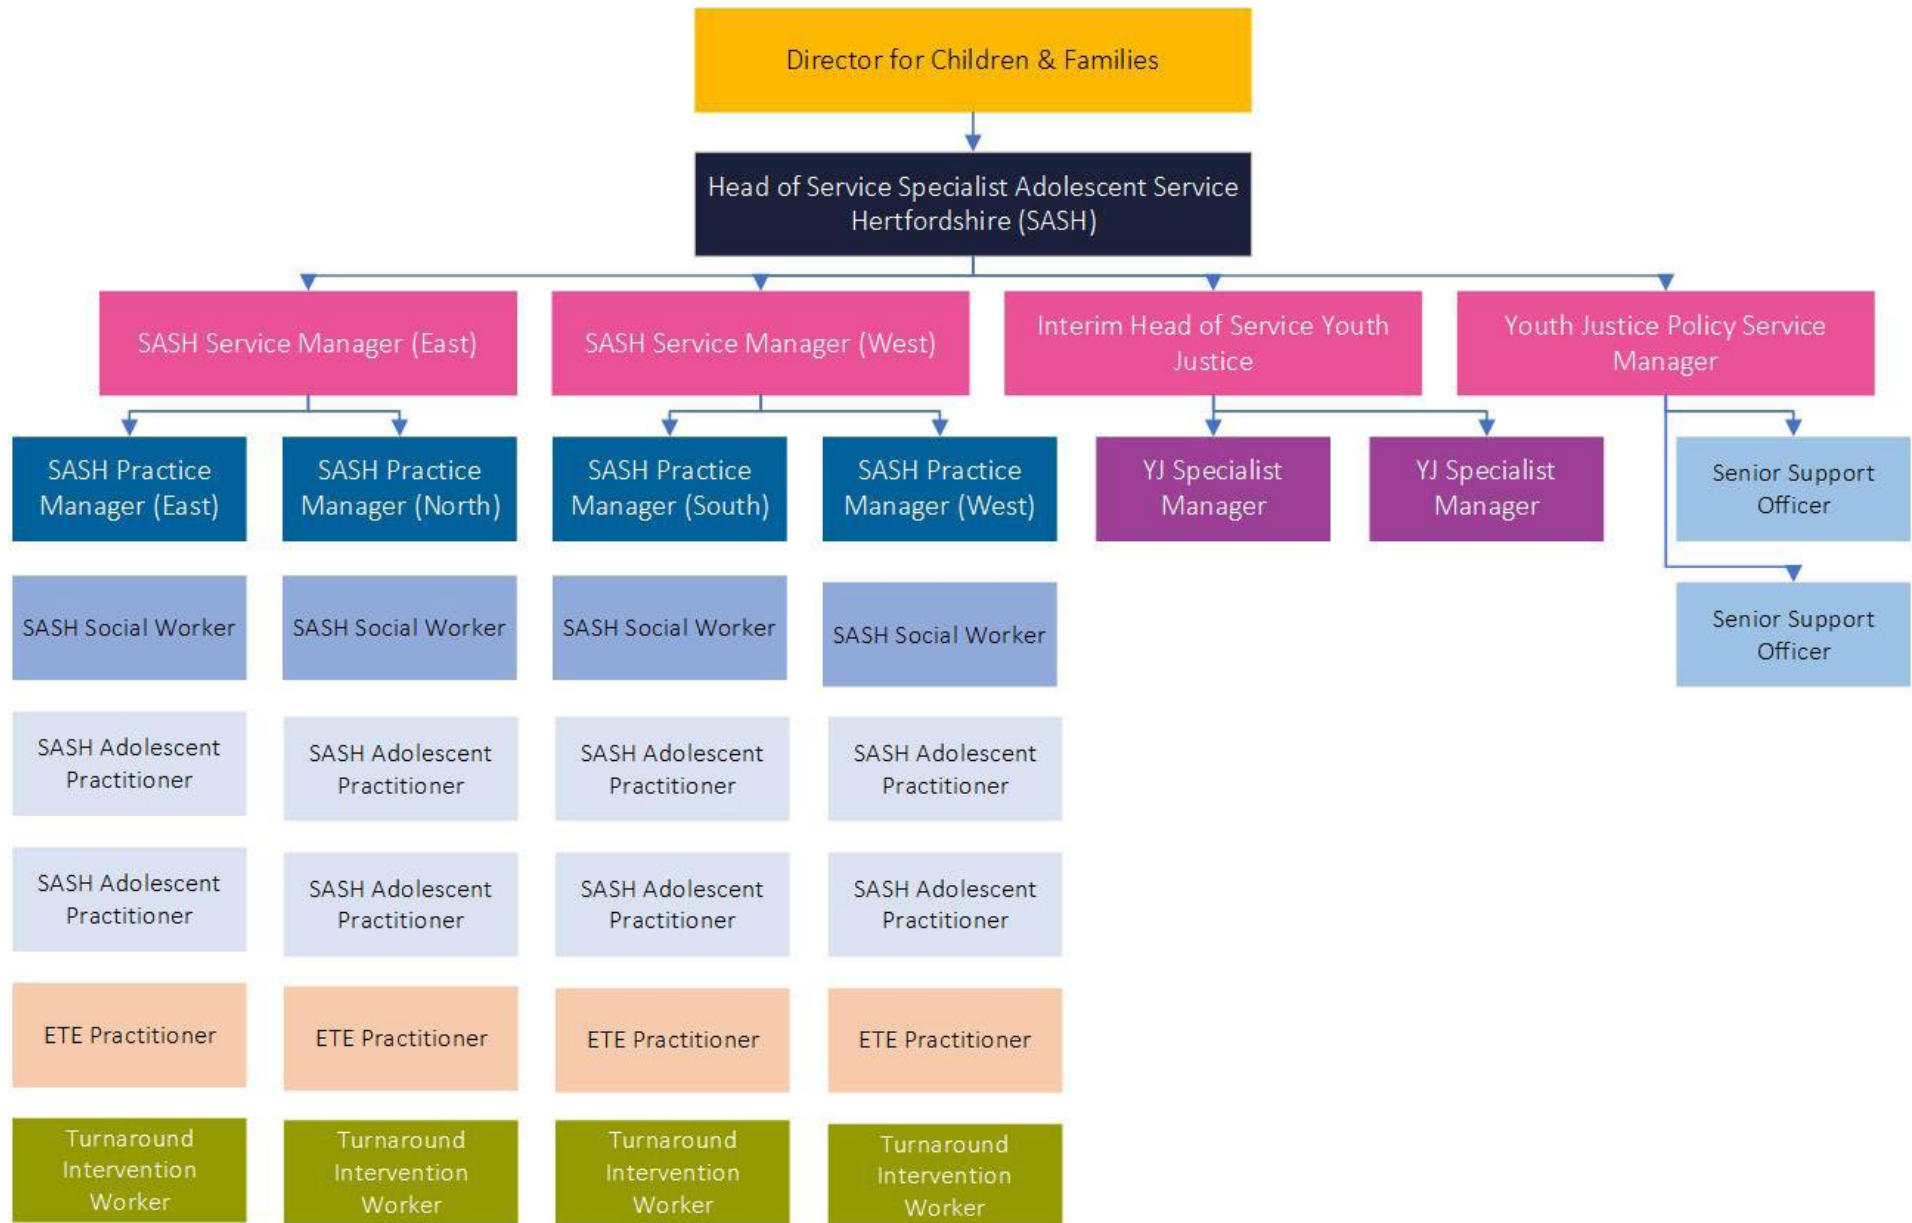 Director for Children & Families
Head of Service Specialist Adolescent Service
Hertfordshire (SASH)
SASH Service Manager (East)
SASH Service Manager (West)
Interim Head of Service Youth
Justice
Youth Justice Policy Service
Manager
SASH Practice
Manager (East)
SASH Practice
Manager (North)
SASH Practice
Manager (South)
SASH Practice
Manager (West)
YJ Specialist
Manager
YJ Specialist
Manager
Senior Support
Officer
SASH Social Worker
SASH Social Worker
SASH Social Worker
SASH Social Worker
Senior Support
Officer
SASH Adolescent
Practitioner
SASH Adolescent
Practitioner
SASH Adolescent
Practitioner
SASH Adolescent
Practitioner
SASH Adolescent
Practitioner
SASH Adolescent
Practitioner
SASH Adolescent
Practitioner
SASH Adolescent
Practitioner
ETE Practitioner
ETE Practitioner
ETE Practitioner
ETE Practitioner
Turnaround
Intervention
Worker
Turnaround
Intervention
Worker
Turnaround
Intervention
Worker
Turnaround
Intervention
Worker